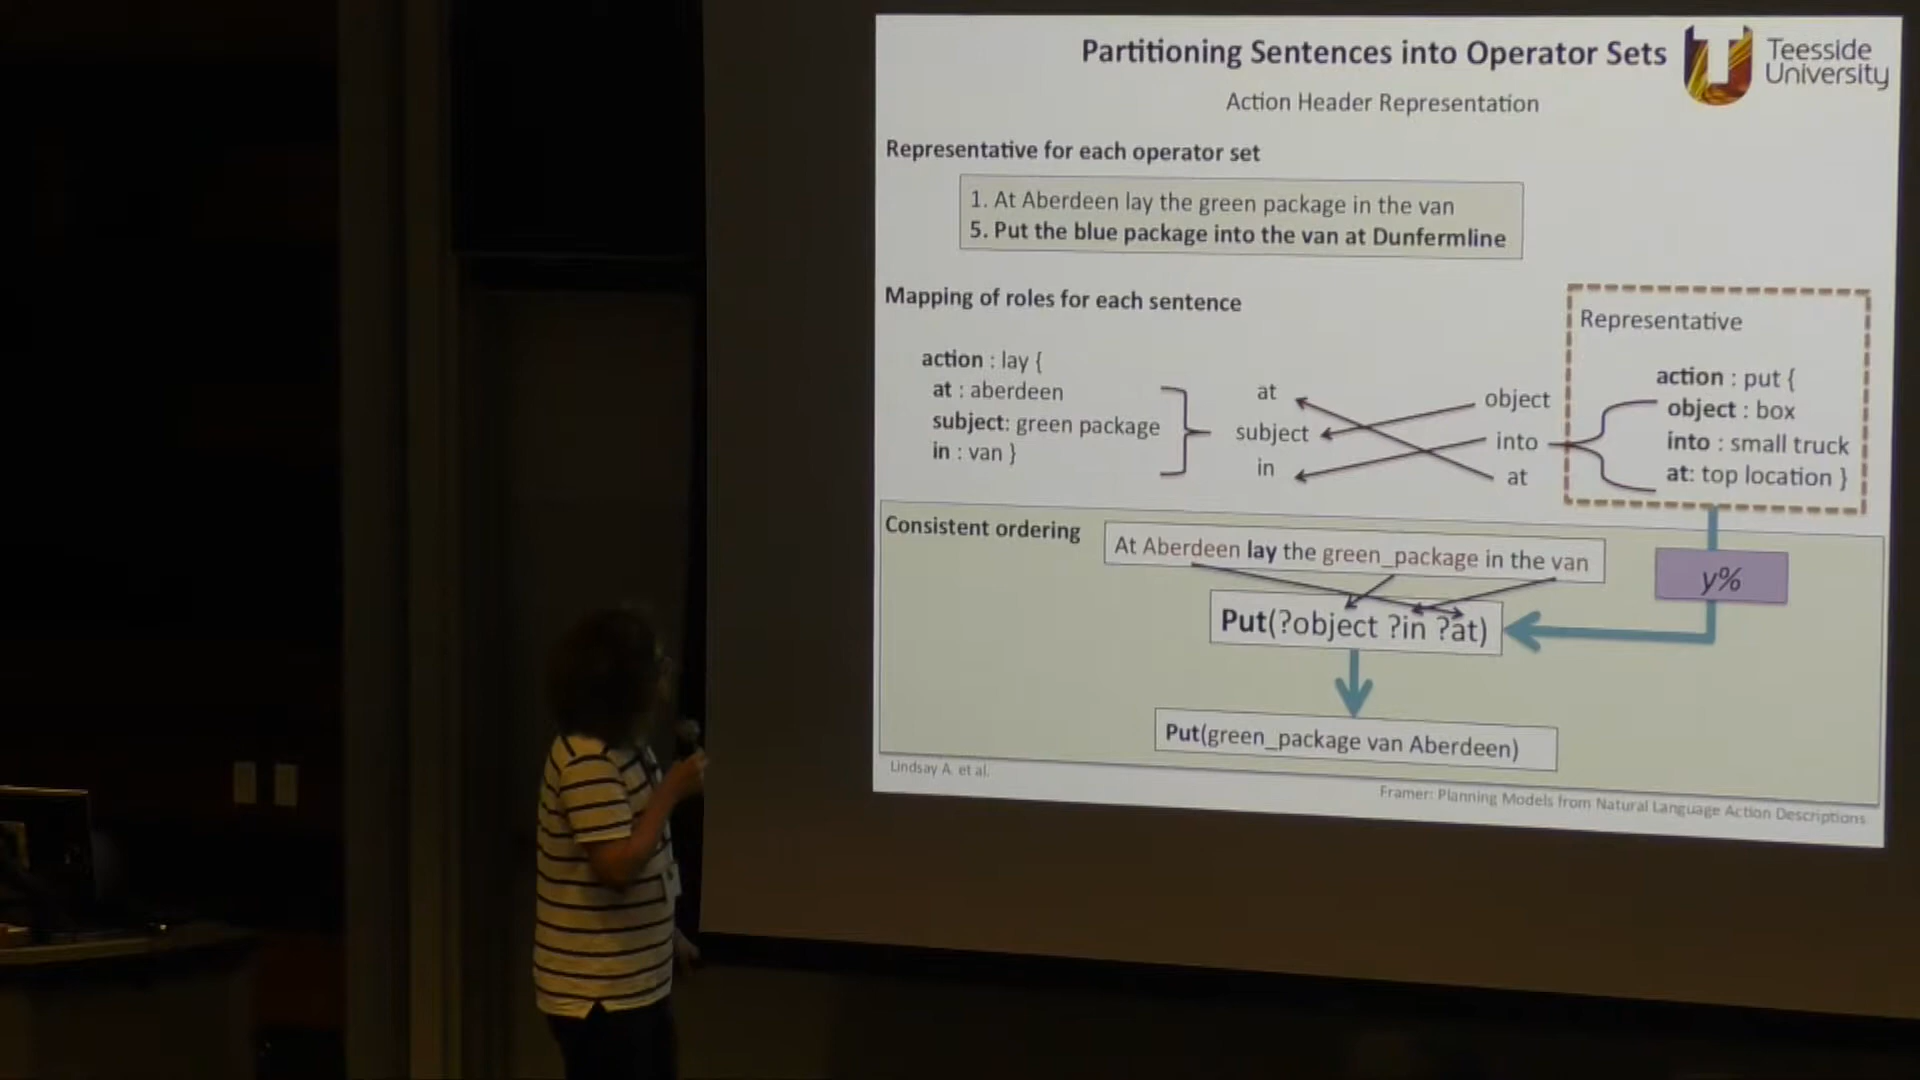 Partitioning Sentences into Operator Sets
Teesside
University
Action Header Representation
Representative for each operator set
1. At Aberdeen lay the green package in the van
5. Put the blue package into the van at Dunfermline
Mapping of roles for each sentence
action : lay {
at : aberdeen
subject: green package
in : van }
at
subject
in
object
into
at
Representative
action : put {
object : box
into : small truck
at: top location }
Consistent ordering
At Aberdeen lay the green_package in the van
y%
Put(?object ?in ?at)
Put(green_package van Aberdeen)
Lindsay A. et al.
Framer: Planning Models from Natural Language Action Descriptions